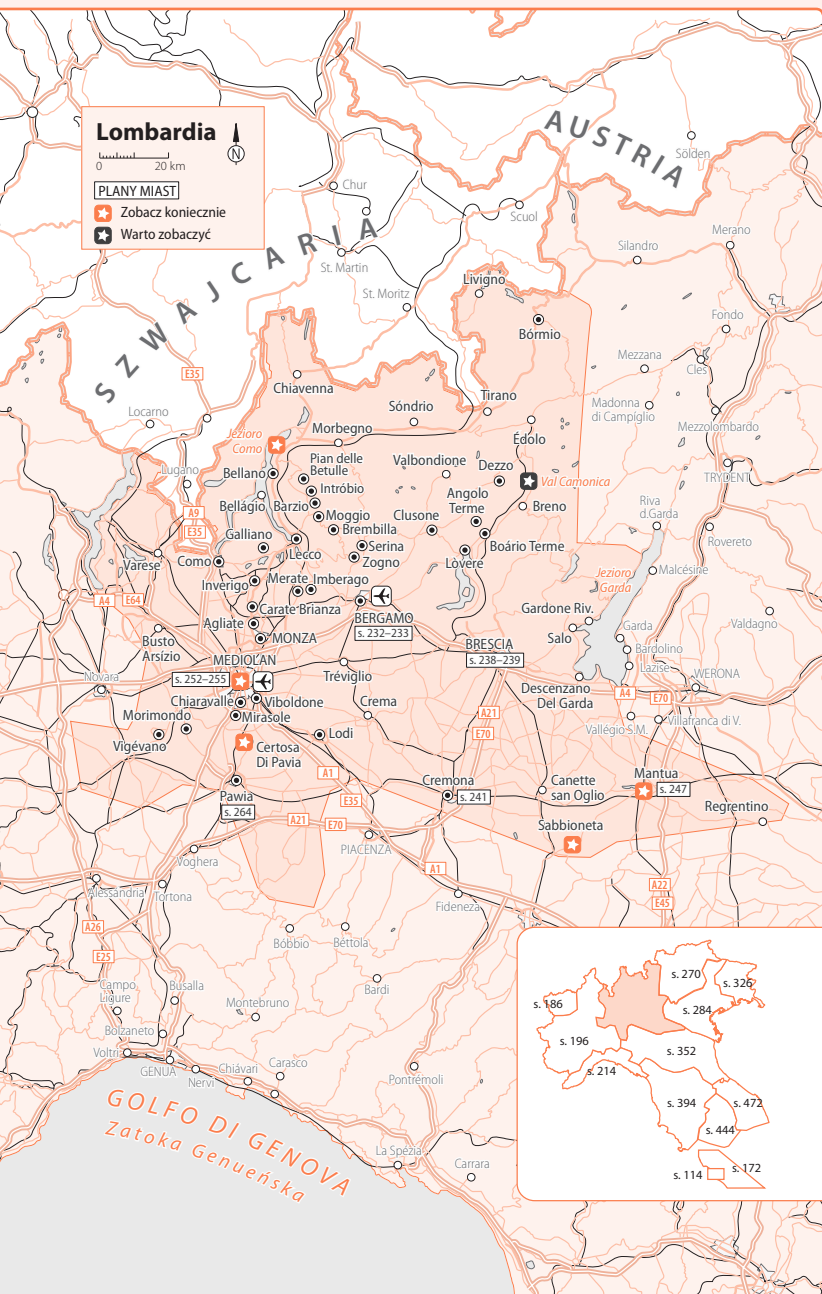 Lombardia
N
0 20 km
PLANY MIAST
Zobacz koniecznie
Warto zobaczyć
AUSTRIA
SZWAJCARIA
Sölden
Chur
Scuol
St. Martin
St. Moritz
Silandro
Merano
Livigno
Bórmio
Fondo
E35
Mezzana
Cles
Chiavenna
Tirano
Sóndrio
Madonna
di Campiglio
Locarno
Mezzolombardo
Morbegno
Édolo
Jezioro
Como
Pian delle
Betulle
Valbondione
Dezzo
Bellano
Lugano
TRYDENT
Intróbio
Val Camonica
Angolo
Terme
Bellágio
Barzio
Breno
Riva
d.Garda
A9
E35
Moggio
Clusone
Brembilla
Galliano
Boário Terme
Rovereto
Serina
Lecco
Varese
Como
Zogno
Lòvere
Jezioro
Garda
Malcésine
Inverigo
Merate
Imberago
A4
E64
Carate Brianza
BERGAMO
s. 232–233
Gardone Riv.
Valdagno
Agliate
Salo
Garda
Busto
Arsizio
MONZA
BRESCIA
s. 238–239
Bardolino
MEDIOLAN
s. 252–255
Lazise
Novara
Tréviglio
WERONA
Descenzano
Del Garda
A4
E70
Chiaravalle
Viboldone
Crema
Morimondo
Mirasole
A21
E70
Vallégio S.M.
Villafranca di V.
Vigévano
Lodi
Certosa
Di Pavia
A1
Mantua
s. 247
Pawia
s. 264
Cremona
s. 241
Canette
san Oglio
E35
Regrentino
A21
E70
Sabbioneta
PIACENZA
Voghera
A1
Alessandria
Tortona
A22
E45
Fideneza
A26
E25
Bóbbio
Béttola
Campo
Ligure
Busalla
Bardi
Montebruno
Bolzaneto
Voltri
GENUA
Nervi
Chiávari
Carasco
Pontrémoli
GOLFO DI GENOVA
Zatoka Genueńska
La Spézia
Carrara
s. 270
s. 326
s. 186
s. 284
s. 196
s. 352
s. 214
s. 394
s. 472
s. 444
s. 114
s. 172